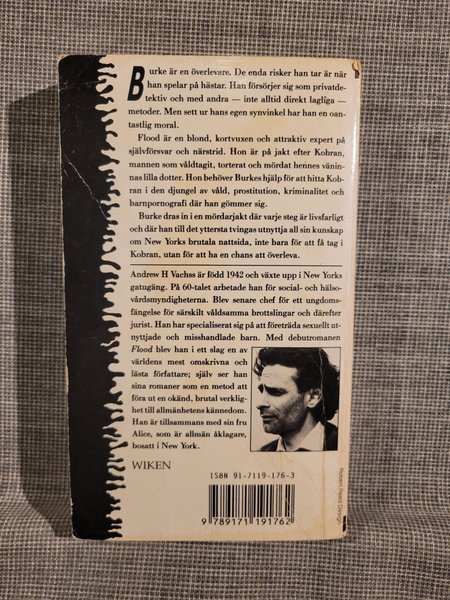 Burke är en överlevare. De enda risker han tar är när
han spelar på hästar. Han försörjer sig som privatde-
tektiv och med andra — inte alltid direkt lagliga —
metoder. Men sett ur hans egen synvinkel har han en oan-
tastlig moral.
Flood är en blond, kortvuxen och attraktiv expert på
självförsvar och närstrid. Hon är på jakt efter Kobran,
mannen som våldtagit, torterat och mördat hennes vänin-
nas lilla dotter. Hon behöver Burkes hjälp för att hitta Kob-
ran i den djungel av våld, prostitution, kriminalitet och
barnpornografi där han gömmer sig.
Burke dras in i en mördarjakt där varje steg är livsfarligt
och där han till det yttersta tvingas utnyttja all sin kunskap
om New Yorks brutala nattsida, inte bara för att få tag i
Kobran, utan för att ha en chans att överleva.
Andrew H Vachss är född 1942 och växte upp i New Yorks
gatugäng. På 60-talet arbetade han för social- och hälso-
vårdsmyndigheterna. Blev senare chef för ett ungdoms-
fängelse för särskilt våldsamma brottslingar och därefter
jurist. Han har specialiserat sig på att företräda sexuellt ut-
nyttjade och misshandlade barn. Med debutromanen
Flood blev han i ett slag en av
världens mest omskrivna och
lästa författare; själv ser han
sina romaner som en metod att
föra ut en okänd, brutal verklig-
het till allmänhetens kännedom.
Han är tillsammans med sin fru
Alice, som är allmän åklagare,
bosatt i New York.
WIKEN
ISBN 91-7119-176-3
9 789171 191762
Robert Reed Design